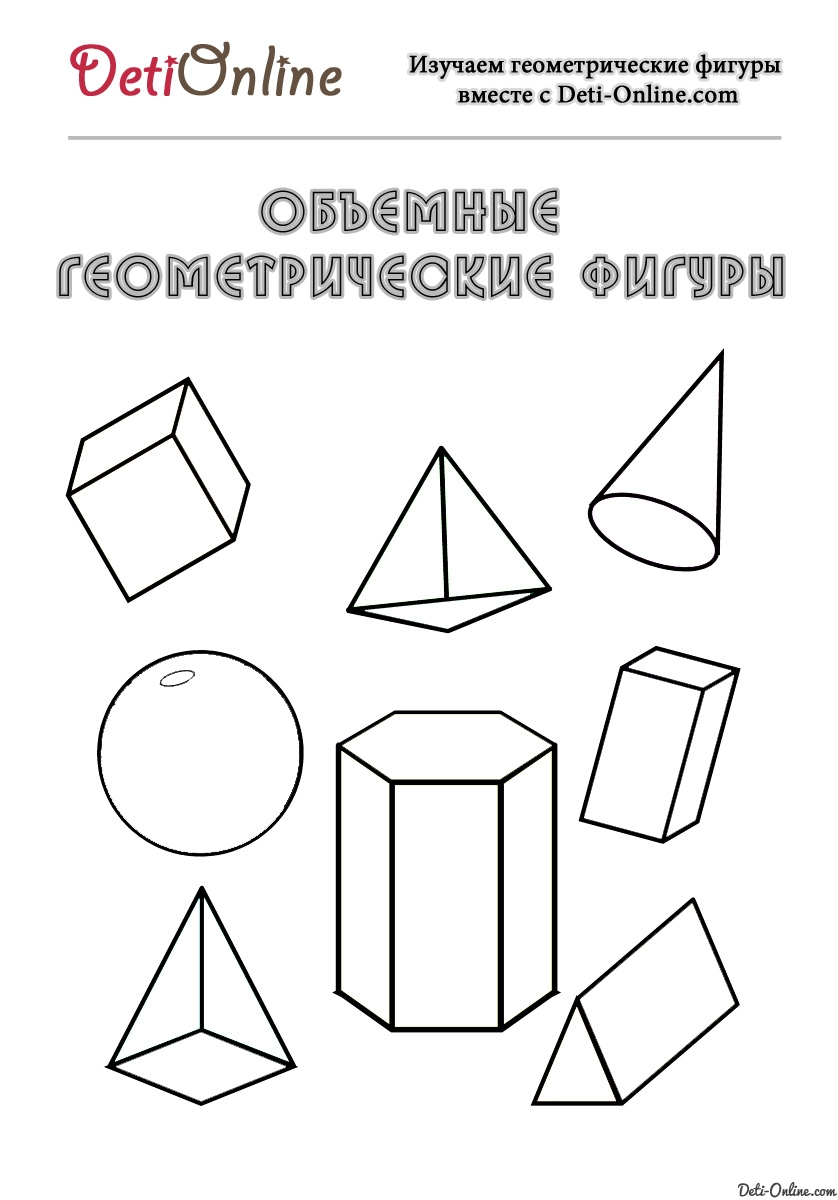 DetiOnline
Изучаем геометрические фигуры
вместе с Deti-Online.com
ОБЪЕМНЫЕ
ГЕОМЕТРИЧЕСКИЕ ФИГУРЫ
Deti-Online.com